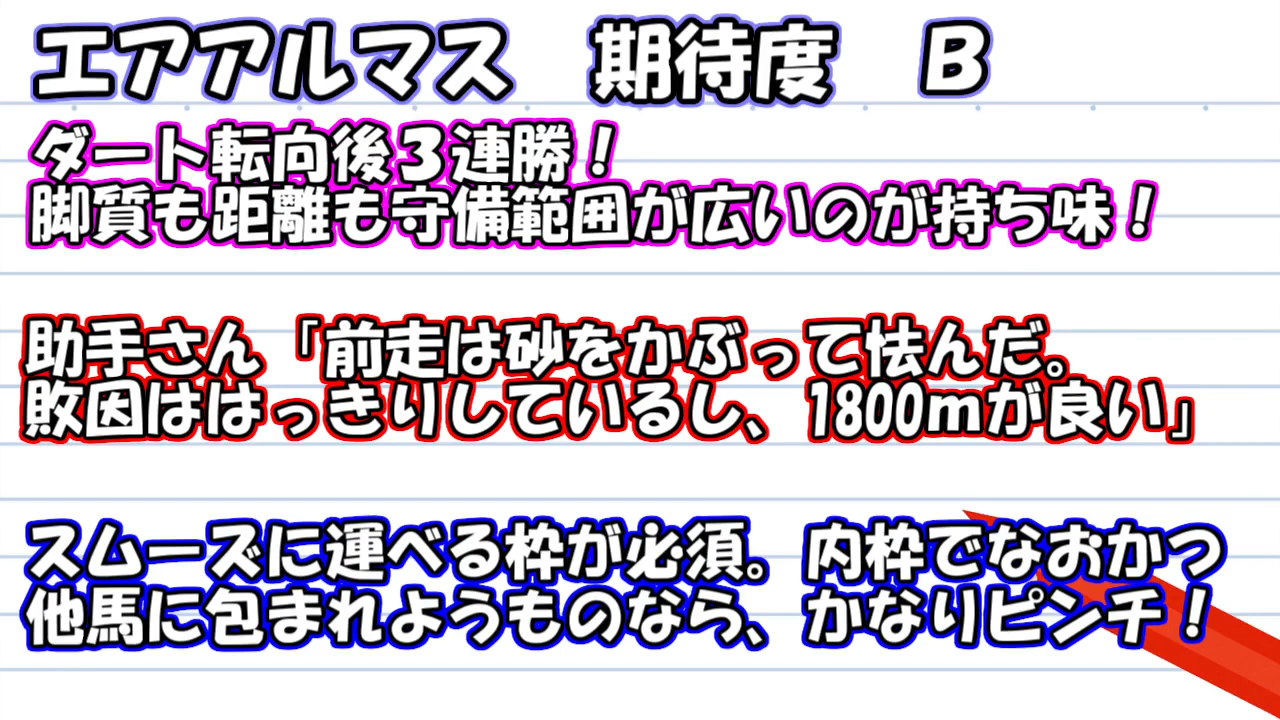 エアアルマス　期待度　B
ダート転向後３連勝！
脚質も距離も守備範囲が広いのが持ち味！
助手さん「前走は砂をかぶって怯んだ。
敗因ははっきりしているし、1800mが良い」
スムーズに運べる枠が必須。内枠でなおかつ
他馬に包まれようものなら、かなりピンチ！